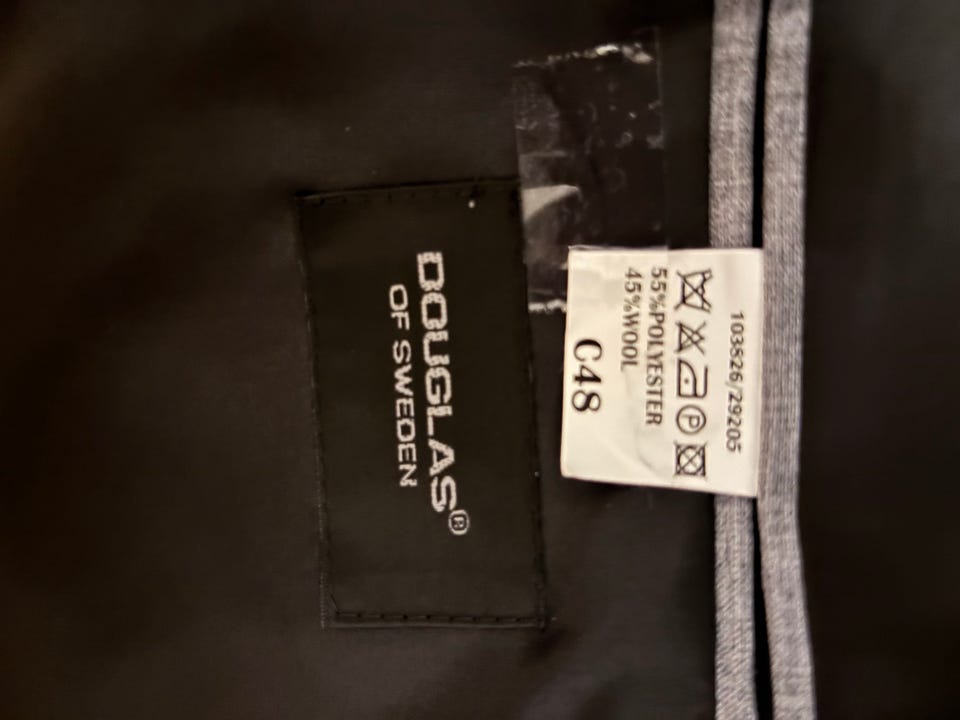 DOUGLAS®
OF SWEDEN
103826/29205
P
55%POLYESTER
45%WOOL
C48